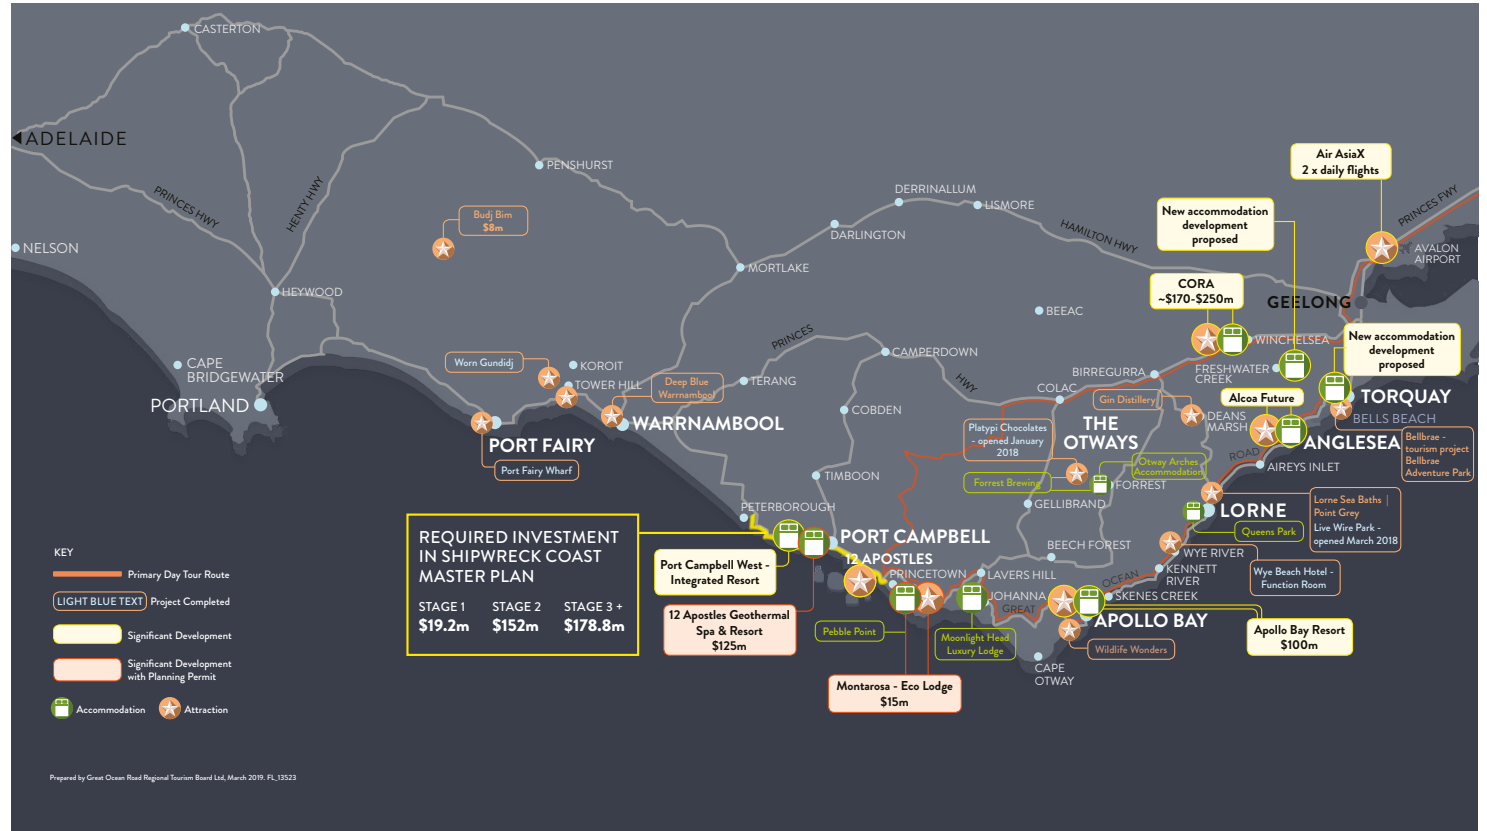 CASTERTON
ADELAIDE
PENSHURST
PRINCES HWY
HENTY HWY
Budj Bim
$8m
NELSON
HEYWOOD
DERRINALLUM
LISMORE
DARLINGTON
HAMILTON HWY
MORTLAKE
Air AsiaX
2 x daily flights
PRINCES FWY
New accommodation
development
proposed
AVALON
AIRPORT
CORA
~$170-$250m
GEELONG
BEEAC
WINCHELSEA
New accommodation
development
proposed
PRINCES
CAMPERDOWN
HWY
CAPE
BRIDGEWATER
PORTLAND
Worn Gundidj
KOROIT
TOWER HILL
Deep Blue
Warrnambool
TERANG
BIRREGURRA
FRESHWATER
CREEK
COLAC
Gin Distillery
Alcoa Future
TORQUAY
BELLS BEACH
WARRNAMBOOL
COBDEN
PORT FAIRY
Port Fairy Wharf
Platypi Chocolates
- opened January
2018
THE
OTWAYS
DEANS
MARSH
ANGLESEA
Bellbrae -
tourism project
Bellbrae
Adventure Park
ROAD
AIREYS INLET
Otway Arches
Accommodation
Forrest Brewing
FORREST
TIMBOON
GELLIBRAND
PETERBOROUGH
LORNE
Lorne Sea Baths |
Point Grey
Live Wire Park -
opened March 2018
Queens Park
REQUIRED INVESTMENT
IN SHIPWRECK COAST
MASTER PLAN
STAGE 1
$19.2m
STAGE 2
$152m
STAGE 3 +
$178.8m
PORT CAMPBELL
12 APOSTLES
BEECH FOREST
WYE RIVER
Wye Beach Hotel -
Function Room
Port Campbell West -
Integrated Resort
PRINCETOWN
LAVERS HILL
KENNETT
RIVER
OCEAN
SKENES CREEK
JOHANNA
GREAT
12 Apostles Geothermal
Spa & Resort
$125m
Pebble Point
Moonlight Head
Luxury Lodge
APOLLO BAY
Apollo Bay Resort
$100m
Wildlife Wonders
CAPE
OTWAY
Montarosa - Eco Lodge
$15m
KEY
Primary Day Tour Route
LIGHT BLUE TEXT
Project Completed
Significant Development
Significant Development
with Planning Permit
Accommodation
Attraction
Prepared by Great Ocean Road Regional Tourism Board Ltd, March 2019. FL_13523